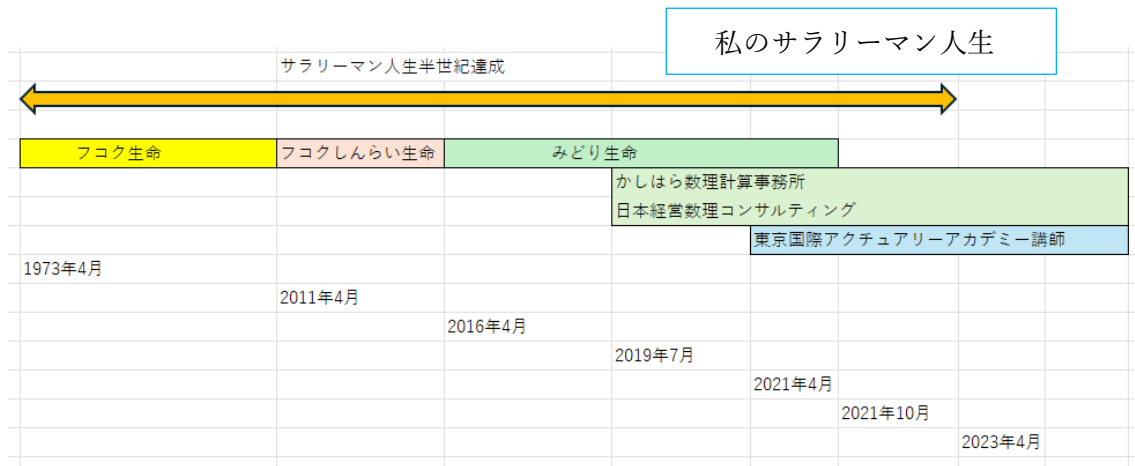 私のサラリーマン人生
サラリーマン人生半世紀達成
フコク生命
フコクしんらい生命
みどり生命
かしはら数理計算事務所
日本経営数理コンサルティング
東京国際アクチュアリーアカデミー講師
1973年4月
2011年4月
2016年4月
2019年7月
2021年4月
2021年10月
2023年4月